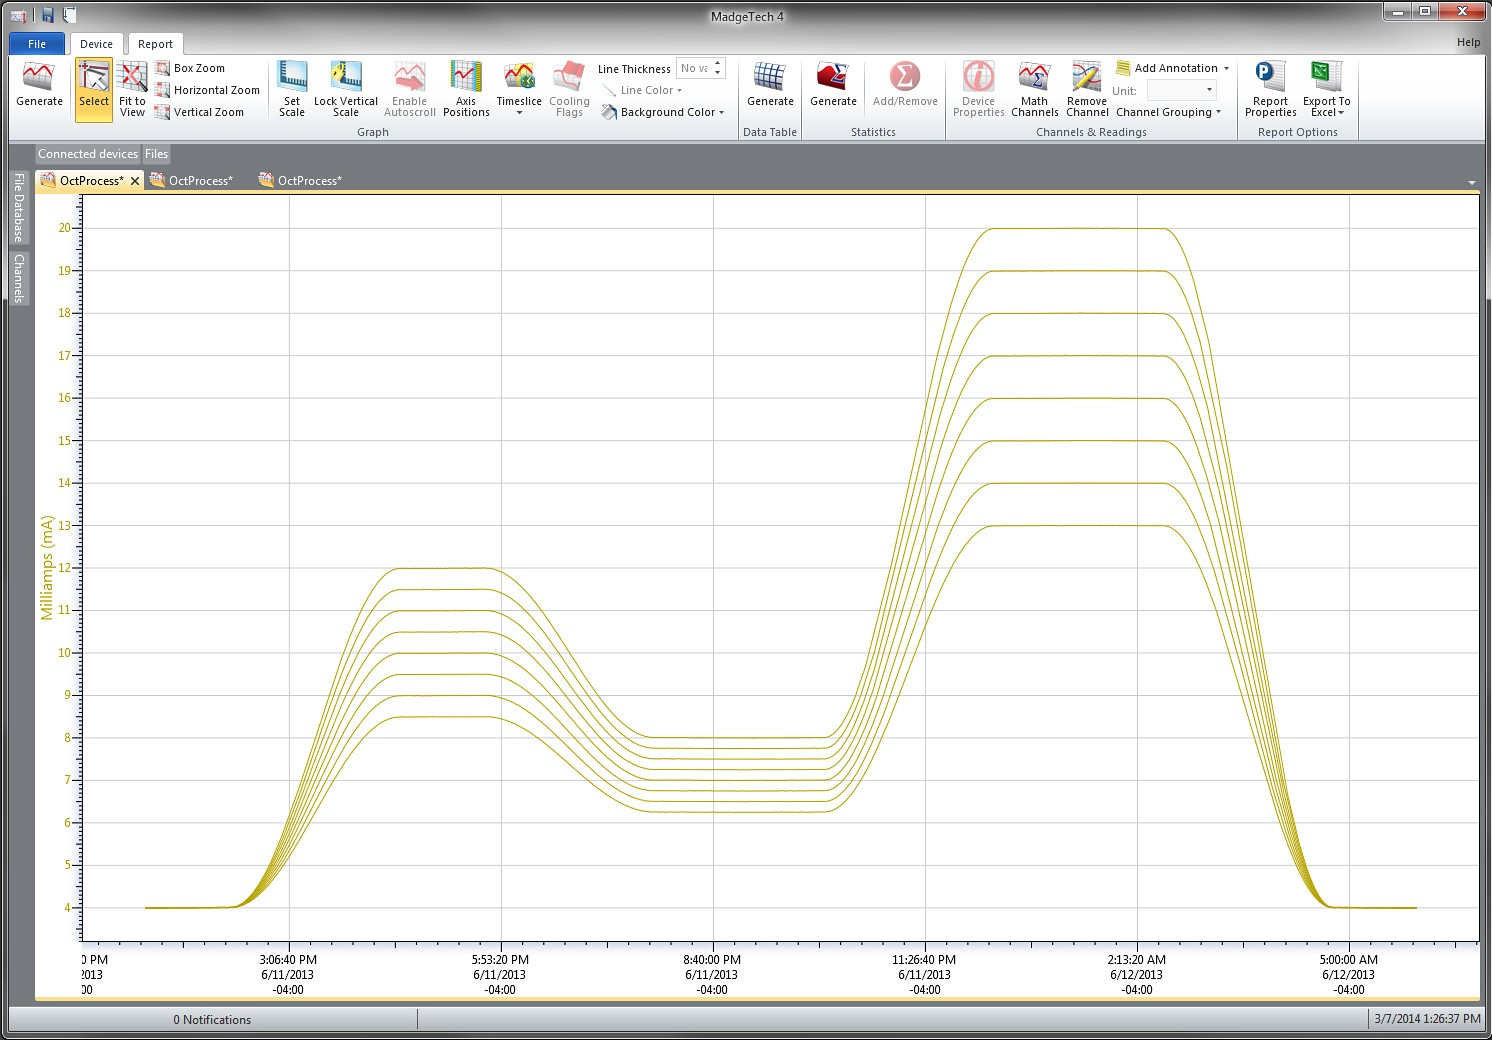 MadgeTech 4
File Device Report Help
Generate
Select
Fit to View
Box Zoom
Horizontal Zoom
Vertical Zoom
Set Scale
Lock Vertical Scale
Enable Autoscroll
Axis Positions
Timeslice
Cooling Flags
Line Thickness
Line Color
Background Color
Graph
Generate
Data Table
Generate
Add/Remove
Statistics
Device Properties
Math Channels
Remove Channel
Add Annotation
Unit:
Channel Grouping
Channels & Readings
Report Properties
Export To Excel
Report Options
Connected devices Files
File Database
Channels
OctProcess* OctProcess* OctProcess*
Milliamps (mA)
20
19
18
17
16
15
14
13
12
11
10
9
8
7
6
5
4
0 PM
2013
00
3:06:40 PM
6/11/2013
-04:00
5:53:20 PM
6/11/2013
-04:00
8:40:00 PM
6/11/2013
-04:00
11:26:40 PM
6/11/2013
-04:00
2:13:20 AM
6/12/2013
-04:00
5:00:00 AM
6/12/2013
-04:00
0 Notifications
3/7/2014 1:26:37 PM